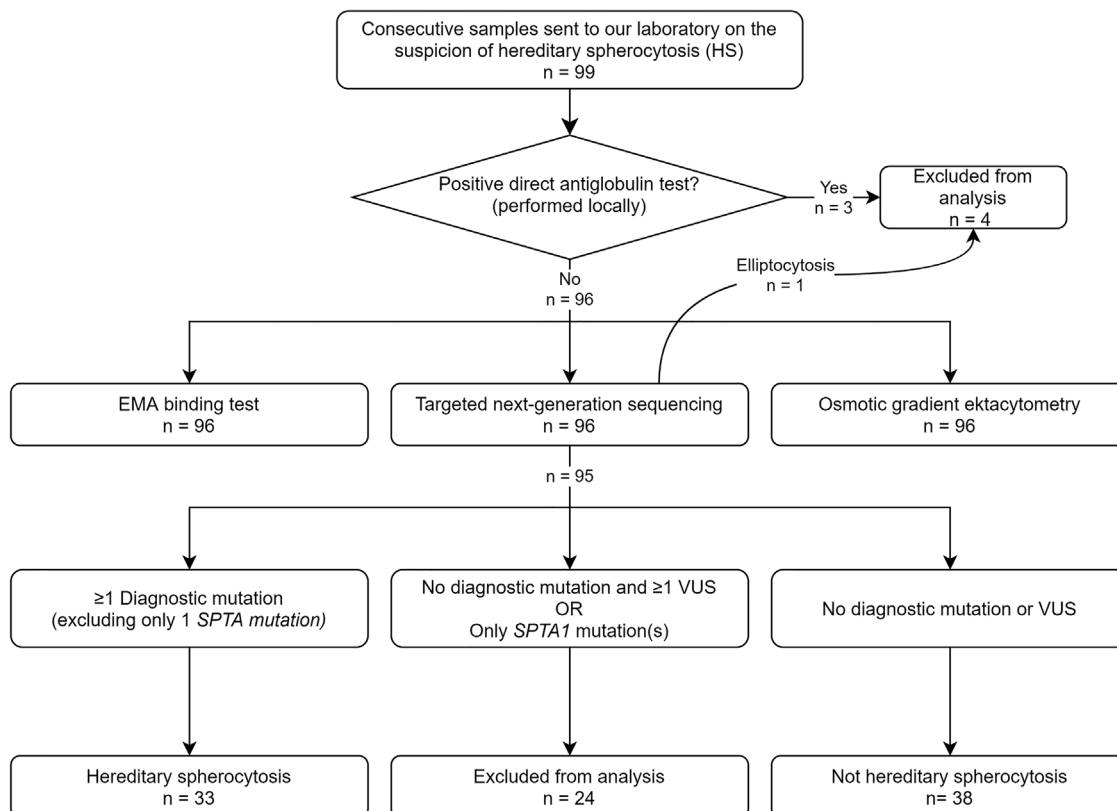 Consecutive samples sent to our laboratory on the
suspicion of hereditary spherocytosis (HS)
n = 99
Positive direct antiglobulin test?
(performed locally)
Yes
n = 3
Excluded from
analysis
n = 4
No
n = 96
Elliptocytosis
n = 1
EMA binding test
n = 96
Targeted next-generation sequencing
n = 96
Osmotic gradient ektacytometry
n = 96
n = 95
≥1 Diagnostic mutation
(excluding only 1 SPTA mutation)
No diagnostic mutation and ≥1 VUS
OR
Only SPTA1 mutation(s)
No diagnostic mutation or VUS
Hereditary spherocytosis
n = 33
Excluded from analysis
n = 24
Not hereditary spherocytosis
n= 38